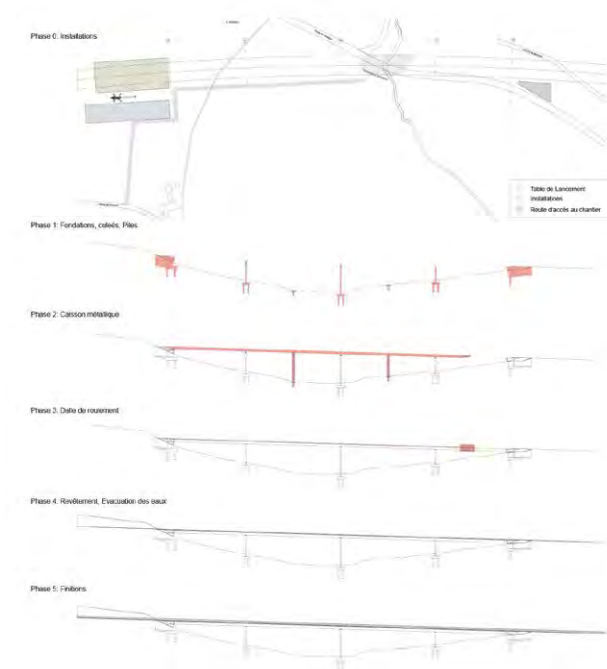 Phase 0: Installations
Table de Lancement
Installations
Route d'accès au chantier
Phase 1: Fondations, culées, Piles
Phase 2: Caisson métallique
Phase 3: Dalle de roulement
Phase 4: Revêtement, Evacuation des eaux
Phase 5: Finitions